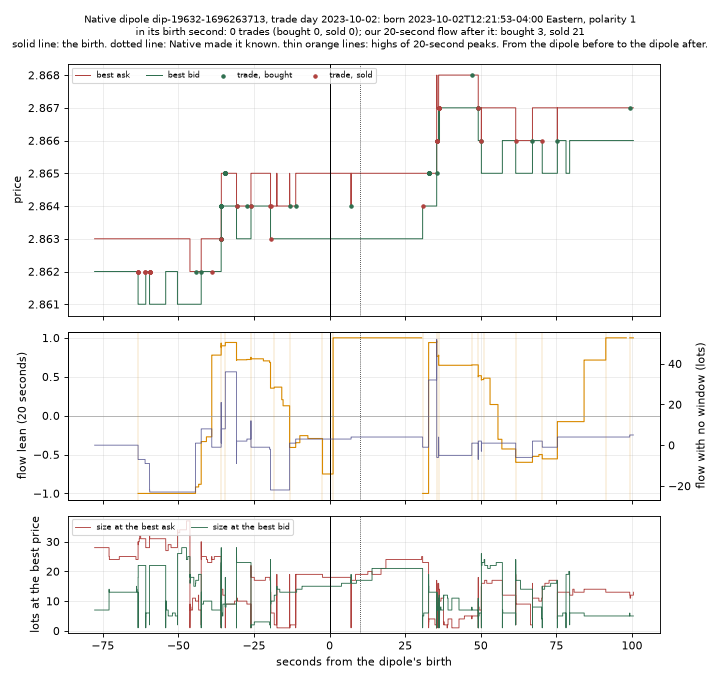 Native dipole dip-19632-1696263713, trade day 2023-10-02: born 2023-10-02T12:21:53-04:00 Eastern, polarity 1
in its birth second: 0 trades (bought 0, sold 0); our 20-second flow after it: bought 3, sold 21
solid line: the birth. dotted line: Native made it known. thin orange lines: highs of 20-second peaks. From the dipole before to the dipole after.
best ask
best bid
trade, bought
trade, sold
2.868
2.867
2.866
2.865
2.864
2.863
2.862
2.861
price
1.0
0.5
0.0
−0.5
−1.0
flow lean (20 seconds)
40
20
0
−20
flow with no window (lots)
size at the best ask
size at the best bid
30
20
10
0
lots at the best price
−75
−50
−25
0
25
50
75
100
seconds from the dipole's birth